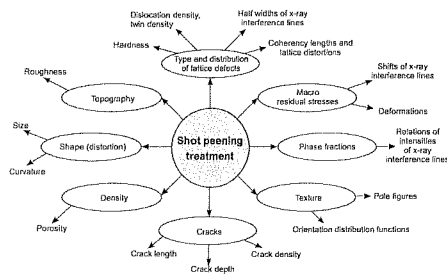 Dislocation density,
twin density
Half widths of x-ray
interference lines
Hardness
Coherency lengths and
lattice distortions
Type and distribution
of lattice defects
Shifts of x-ray
interference lines
Roughness
Topography
Macro
residual stresses
Deformations
Size
Shape (distortion)
Curvature
Shot peening
treatment
Phase fractions
Relations of
intensities
of x-ray
interference lines
Density
Porosity
Texture
Pole figures
Orientation distribution functions
Cracks
Crack length
Crack density
Crack depth